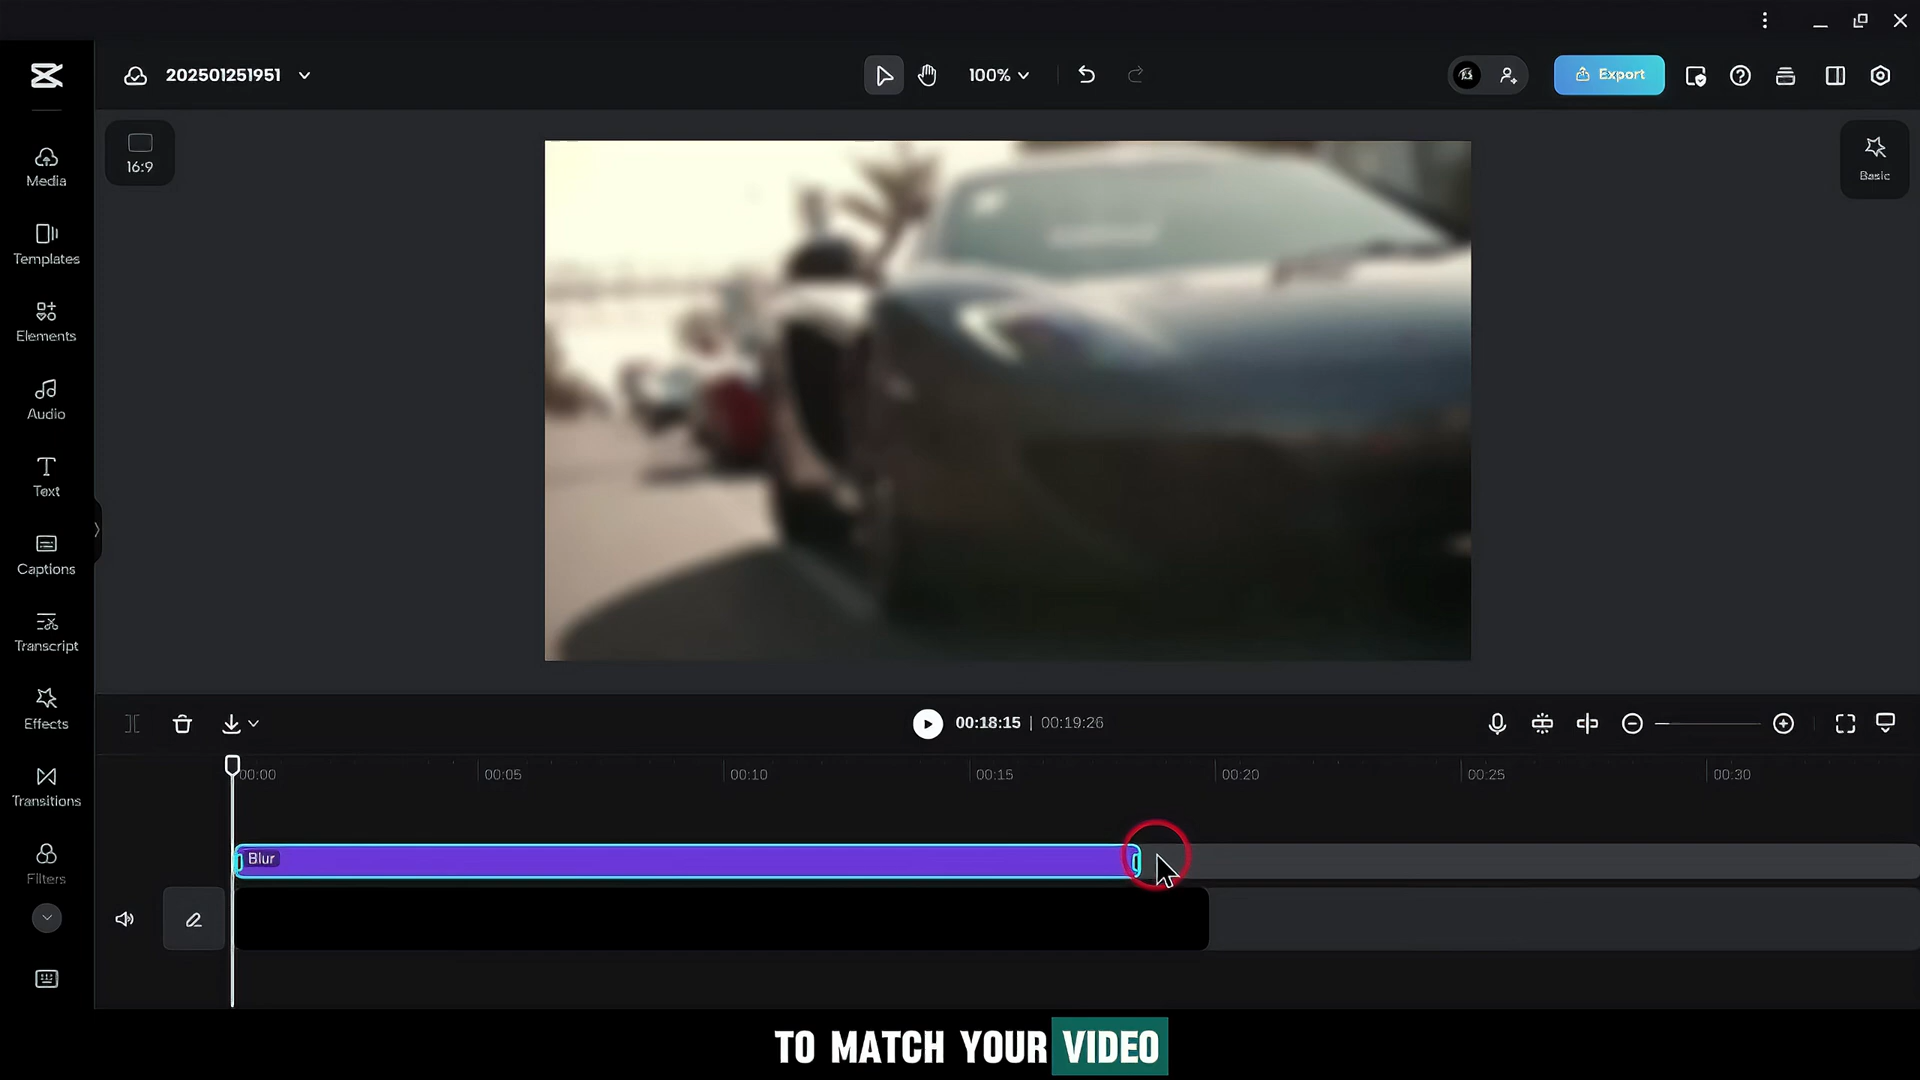 202501251951
100%
Export
16:9
Basic
Media
Templates
Elements
Audio
Text
Captions
Transcript
Effects
Transitions
Filters
00:18:15 | 00:19:26
00:00
00:05
00:10
00:15
00:20
00:25
00:30
Blur
TO MATCH YOUR VIDEO